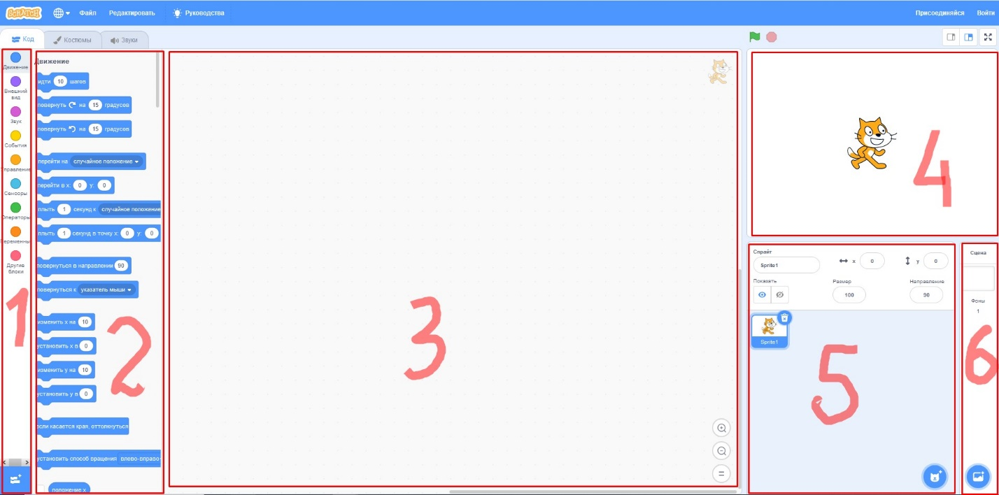 SCRATCH Файл Редактировать Руководства Присоединяйся Войти
Код Костюмы Звуки
Движение
Внешний
вид
Звук
События
Управление
Сенсоры
Операторы
Переменны
Другие
блоки
1
Движение
идти 10 шагов
повернуть на 15 градусов
повернуть на 15 градусов
перейти на случайное положение
перейти в x: 0 y: 0
плыть 1 секунд к случайное положение
плыть 1 секунд в точку x: 0 y: 0
повернуться в направлении 90
повернуться к указатель мыши
изменить x на 10
установить x в 0
изменить y на 10
установить y в 0
если касается края, оттолкнуться
установить способ вращения влево-вправо
положение x
2
3
4
Спрайт
Sprite1
x 0 y 0
Показать
Размер
100
Направление
90
Sprite1
5
Сцена
Фоны
1
6